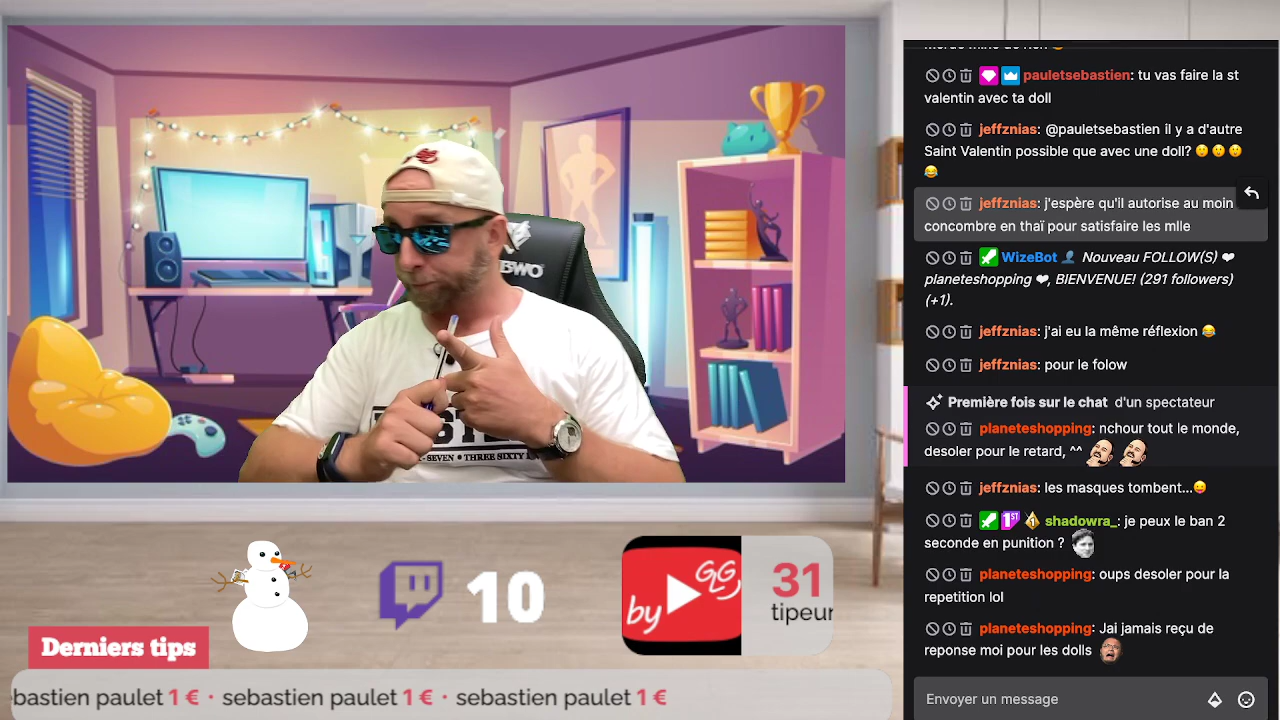 pauletsebastien: tu vas faire la st
valentin avec ta doll
jeffznias: @pauletsebastien il y a d'autre
Saint Valentin possible que avec une doll?
jeffznias: j'espère qu'il autorise au moin
concombre en thaï pour satisfaire les mlle
WizeBot Nouveau FOLLOW(S)
planeteshopping, BIENVENUE! (291 followers)
(+1).
jeffznias: j'ai eu la même réflexion
jeffznias: pour le folow
Première fois sur le chat d'un spectateur
planeteshopping: nchour tout le monde,
desoler pour le retard, ^^
jeffznias: les masques tombent...
1ST shadowra_: je peux le ban 2
seconde en punition ?
planeteshopping: oups desoler pour la
repetition lol
planeteshopping: Jai jamais reçu de
reponse moi pour les dolls
Envoyer un message
-SEVEN • THREE SIXTY
10
by GLG
31
tipeur
Derniers tips
bastien paulet 1 € · sebastien paulet 1 € · sebastien paulet 1 €